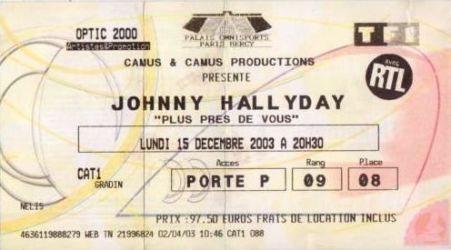 OPTIC 2000
Artistes&Promotion
PALAIS OMNISPORTS
PARIS BERCY
TF1
CAMUS & CAMUS PRODUCTIONS
AVEC
RTL
PRESENTE
JOHNNY HALLYDAY
"PLUS PRES DE VOUS"
LUNDI 15 DECEMBRE 2003 A 20H30
Acces Rang Place
CAT1
GRADIN
PORTE P 09 08
NELIS
PRIX :97.50 EUROS FRAIS DE LOCATION INCLUS
4636119888279 WEB TN 21996824 02/04/03 10:46 CAT1 088